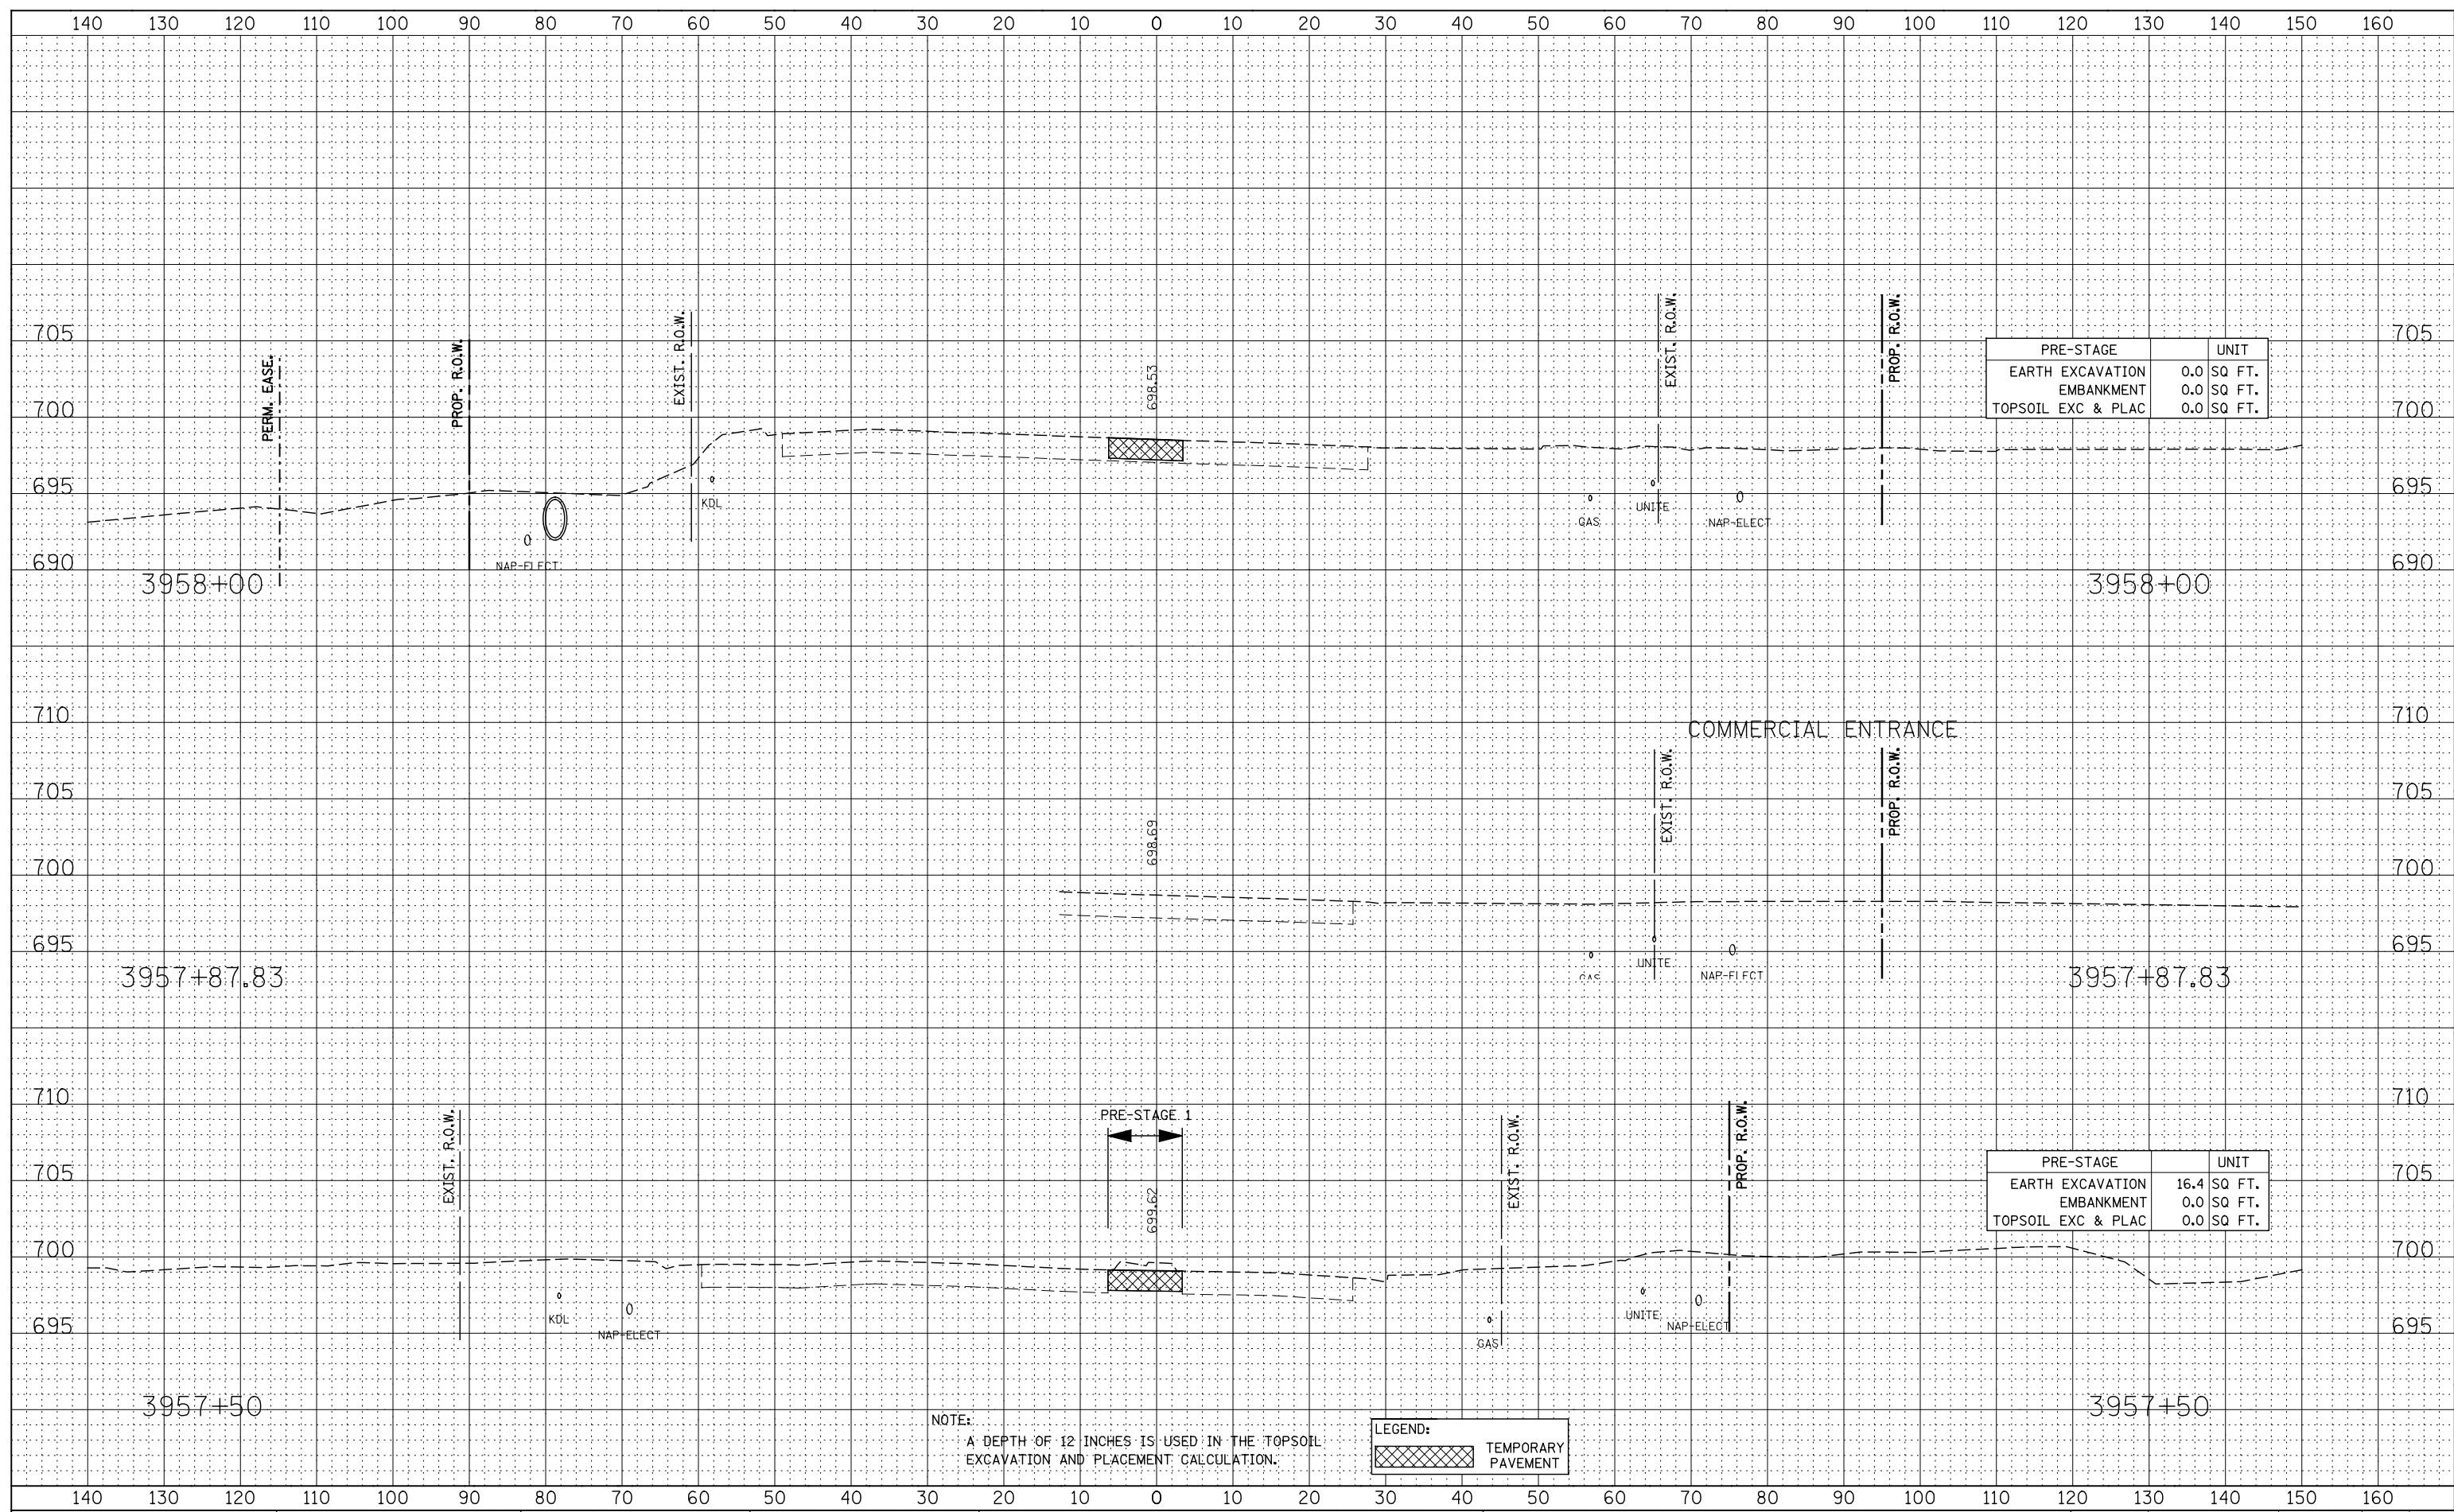 140 130 120 110 100 90 80 70 60 50 40 30 20 10 0 10 20 30 40 50 60 70 80 90 100 110 120 130 140 150 160
705 705
PERM. EASE.
PROP. R.O.W.
EXIST. R.O.W.
698.53
EXIST. R.O.W.
PROP. R.O.W.
PRE-STAGE UNIT
EARTH EXCAVATION 0.0 SQ FT.
EMBANKMENT 0.0 SQ FT.
TOPSOIL EXC & PLAC 0.0 SQ FT.
700 700
695 695
KDL
GAS
UNITE
NAP-ELECT
NAP-ELECT
690 690
3958+00 3958+00
710 710
COMMERCIAL ENTRANCE
EXIST. R.O.W.
PROP. R.O.W.
705 705
698.69
700 700
695 695
GAS
UNITE
NAP-ELECT
3957+87.83 3957+87.83
710 710
EXIST. R.O.W.
PRE-STAGE 1
699.62
EXIST. R.O.W.
PROP. R.O.W.
705 705
PRE-STAGE UNIT
EARTH EXCAVATION 16.4 SQ FT.
EMBANKMENT 0.0 SQ FT.
TOPSOIL EXC & PLAC 0.0 SQ FT.
700 700
KDL
NAP-ELECT
GAS
UNITE
NAP-ELECT
695 695
3957+50 3957+50
NOTE:
A DEPTH OF 12 INCHES IS USED IN THE TOPSOIL
EXCAVATION AND PLACEMENT CALCULATION.
LEGEND:
TEMPORARY
PAVEMENT
140 130 120 110 100 90 80 70 60 50 40 30 20 10 0 10 20 30 40 50 60 70 80 90 100 110 120 130 140 150 160